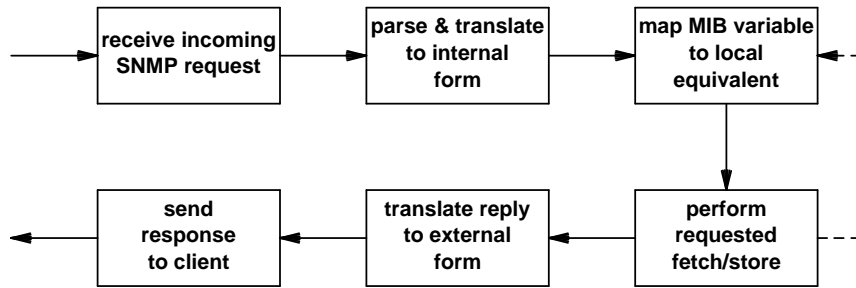 receive incoming
SNMP request
parse & translate
to internal
form
map MIB variable
to local
equivalent
send
response
to client
translate reply
to external
form
perform
requested
fetch/store